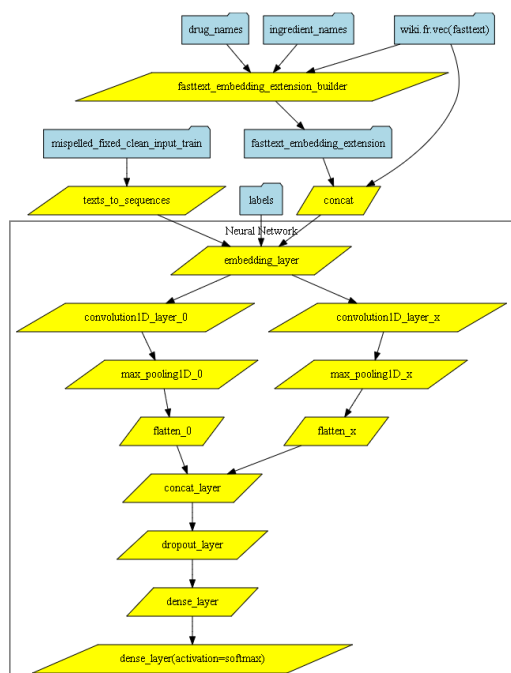 drug_names
ingredient_names
wiki.fr.vec(fasttext)
fasttext_embedding_extension_builder
mispelled_fixed_clean_input_train
fasttext_embedding_extension
texts_to_sequences
labels
concat
Neural Network
embedding_layer
convolution1D_layer_0
convolution1D_layer_x
max_pooling1D_0
max_pooling1D_x
flatten_0
flatten_x
concat_layer
dropout_layer
dense_layer
dense_layer(activation=softmax)